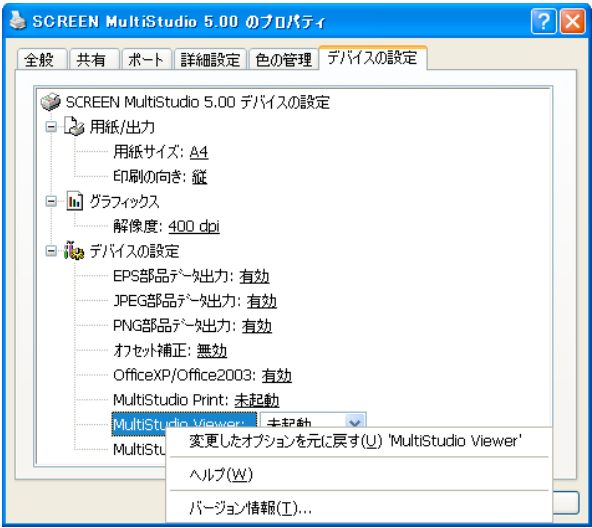 SCREEN MultiStudio 5.00 のプロパティ
全般 共有 ポート 詳細設定 色の管理 デバイスの設定
SCREEN MultiStudio 5.00 デバイスの設定
用紙/出力
用紙サイズ: A4
印刷の向き: 縦
グラフィックス
解像度: 400 dpi
デバイスの設定
EPS部品データ出力: 有効
JPEG部品データ出力: 有効
PNG部品データ出力: 有効
オフセット補正: 無効
OfficeXP/Office2003: 有効
MultiStudio Print: 未起動
MultiStudio Viewer: 未起動
MultiStu
変更したオプションを元に戻す(U) 'MultiStudio Viewer'
ヘルプ(W)
バージョン情報(T)...